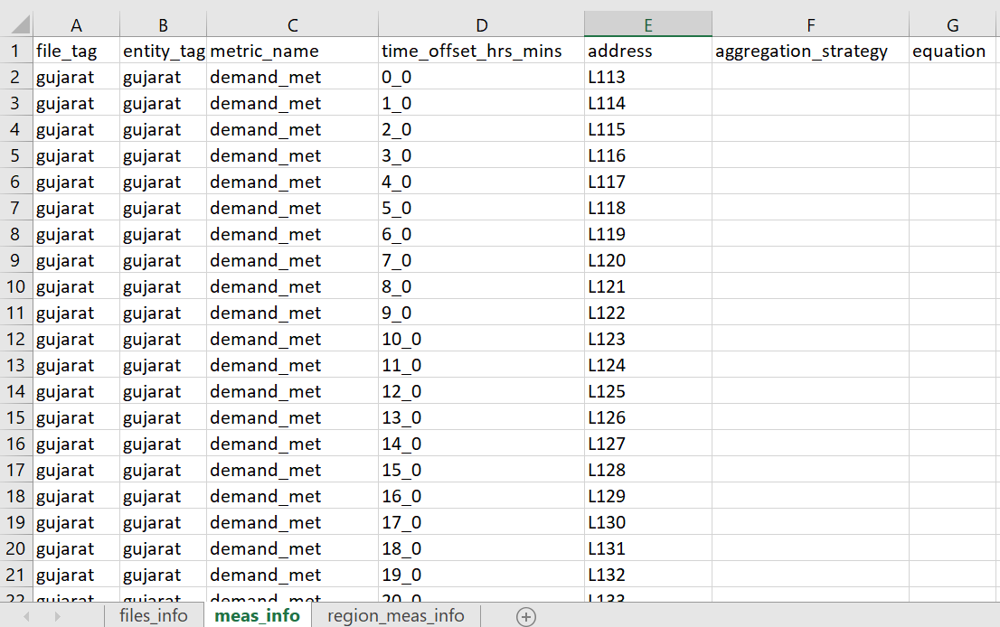 A B C D E F G
1 file_tag entity_tag metric_name time_offset_hrs_mins address aggregation_strategy equation
2 gujarat gujarat demand_met 0_0 L113
3 gujarat gujarat demand_met 1_0 L114
4 gujarat gujarat demand_met 2_0 L115
5 gujarat gujarat demand_met 3_0 L116
6 gujarat gujarat demand_met 4_0 L117
7 gujarat gujarat demand_met 5_0 L118
8 gujarat gujarat demand_met 6_0 L119
9 gujarat gujarat demand_met 7_0 L120
10 gujarat gujarat demand_met 8_0 L121
11 gujarat gujarat demand_met 9_0 L122
12 gujarat gujarat demand_met 10_0 L123
13 gujarat gujarat demand_met 11_0 L124
14 gujarat gujarat demand_met 12_0 L125
15 gujarat gujarat demand_met 13_0 L126
16 gujarat gujarat demand_met 14_0 L127
17 gujarat gujarat demand_met 15_0 L128
18 gujarat gujarat demand_met 16_0 L129
19 gujarat gujarat demand_met 17_0 L130
20 gujarat gujarat demand_met 18_0 L131
21 gujarat gujarat demand_met 19_0 L132
22 gujarat gujarat demand_met 20_0 L133
files_info meas_info region_meas_info